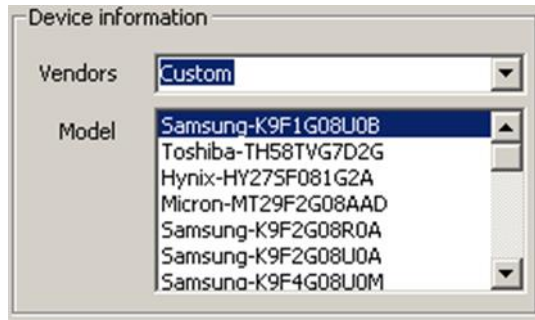 Device information
Vendors Custom
Model Samsung-K9F1G08U0B
Toshiba-TH58TVG7D2G
Hynix-HY27SF081G2A
Micron-MT29F2G08AAD
Samsung-K9F2G08R0A
Samsung-K9F2G08U0A
Samsung-K9F4G08U0M